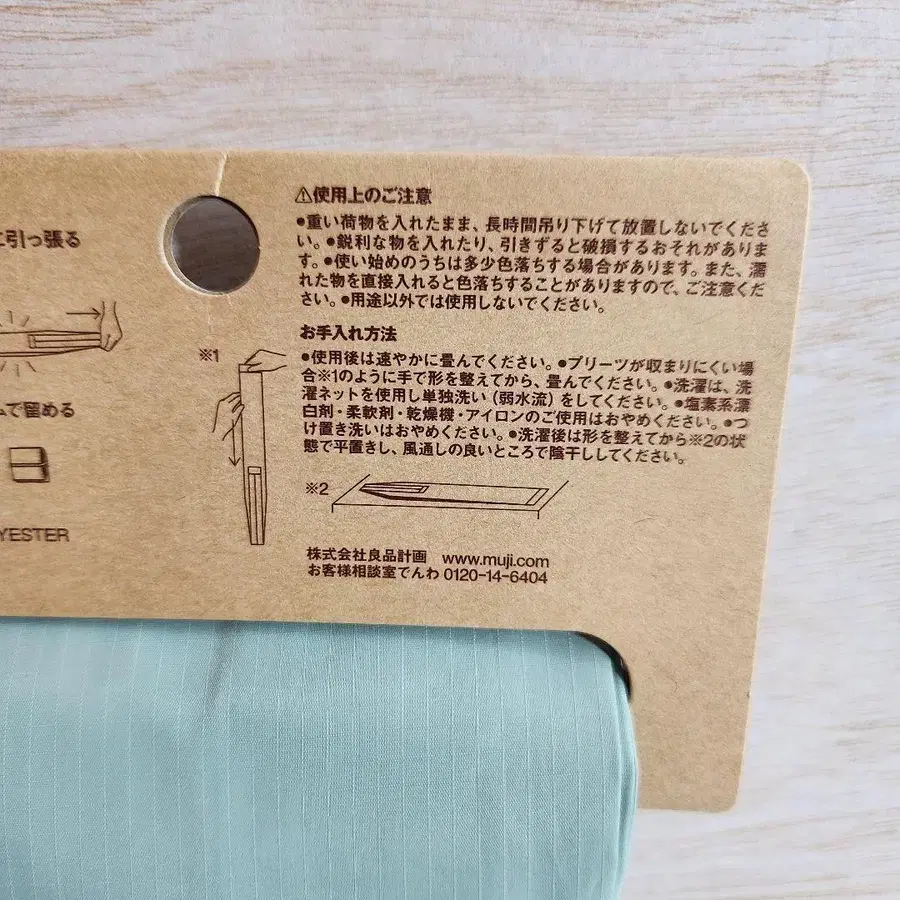 に引っ張る
ムで留める
YESTER
⚠使用上のご注意
●重い荷物を入れたまま、長時間吊り下げて放置しないでくださ
い。●鋭利な物を入れたり、引きずると破損するおそれがありま
す。●使い始めのうちは多少色落ちする場合があります。また、濡
れた物を直接入れると色落ちすることがありますので、ご注意くだ
さい。●用途以外では使用しないでください。
お手入れ方法
※1
●使用後は速やかに畳んでください。●プリーツが収まりにくい場
合※1のように手で形を整えてから、畳んでください。●洗濯は、洗
濯ネットを使用し単独洗い（弱水流）をしてください。●塩素系漂
白剤・柔軟剤・乾燥機・アイロンのご使用はおやめください。●つ
け置き洗いはおやめください。●洗濯後は形を整えてから※2の状
態で平置きし、風通しの良いところで陰干ししてください。
※2
株式会社良品計画 www.muji.com
お客様相談室でんわ 0120-14-6404